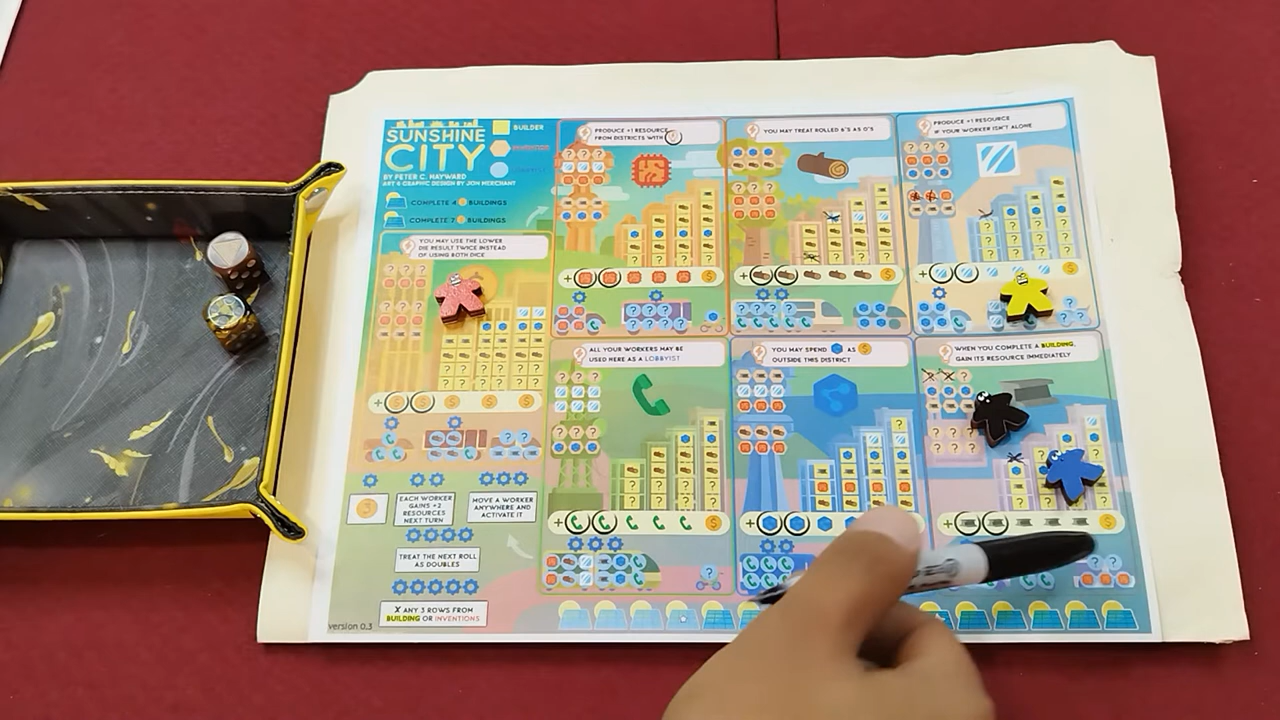 SUNSHINE
CITY
BY PETER C. HAYWARD
ART & GRAPHIC DESIGN BY JON MERCHANT
BUILDER
COMPLETE 4 BUILDINGS
COMPLETE 7 BUILDINGS
PRODUCE +1 RESOURCE
FROM DISTRICTS WITH
YOU MAY TREAT ROLLED 6'S AS 0'S
PRODUCE +1 RESOURCE
IF YOUR WORKER ISN'T ALONE
YOU MAY USE THE LOWER
DIE RESULT TWICE INSTEAD
OF USING BOTH DICE
ALL YOUR WORKERS MAY BE
USED HERE AS A LOBBYIST
YOU MAY SPEND AS
OUTSIDE THIS DISTRICT
WHEN YOU COMPLETE A BUILDING,
GAIN ITS RESOURCE IMMEDIATELY
3
EACH WORKER
GAINS +2
RESOURCES
NEXT TURN
MOVE A WORKER
ANYWHERE AND
ACTIVATE IT
TREAT THE NEXT ROLL
AS DOUBLES
X ANY 3 ROWS FROM
BUILDING OR INVENTIONS
version 0.3